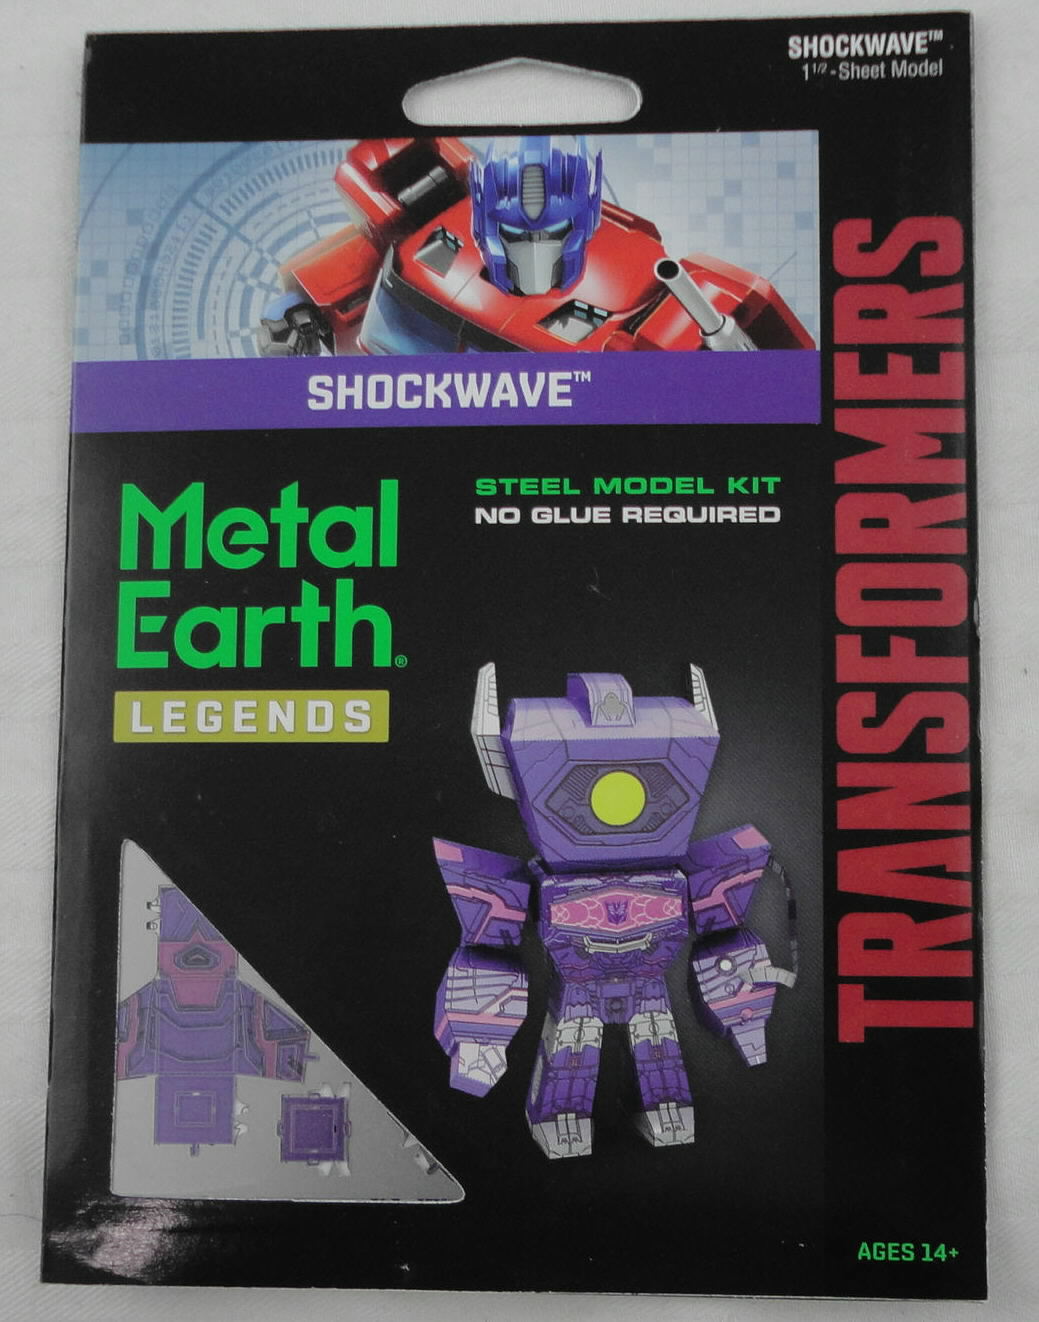 SHOCKWAVE™
1 1/2-Sheet Model
SHOCKWAVE™
TRANSFORMERS
Metal
Earth®
LEGENDS
STEEL MODEL KIT
NO GLUE REQUIRED
AGES 14+